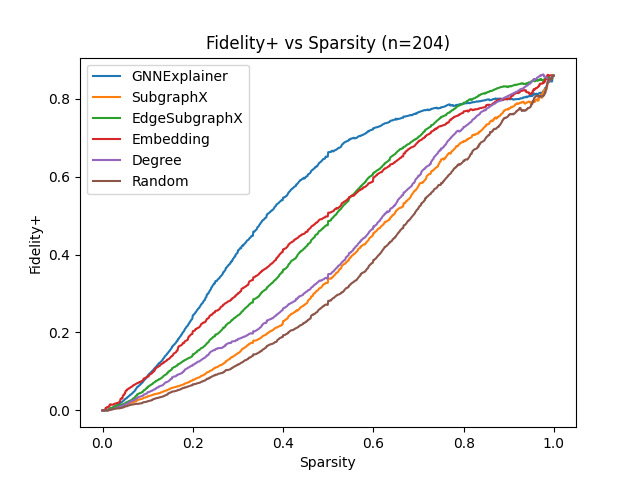 Fidelity+ vs Sparsity (n=204)
GNNExplainer
SubgraphX
EdgeSubgraphX
Embedding
Degree
Random
Fidelity+
0.8
0.6
0.4
0.2
0.0
0.0 0.2 0.4 0.6 0.8 1.0
Sparsity